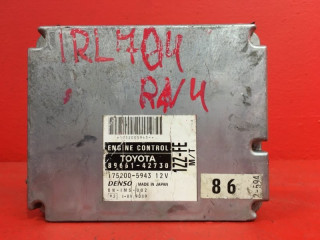 IRL704
RAV4
ENGINE CONTROL
TOYOTA
89661-42730
175200-5943 12V
DENSO MADE IN JAPAN
1ZZ-FE
M/T
86